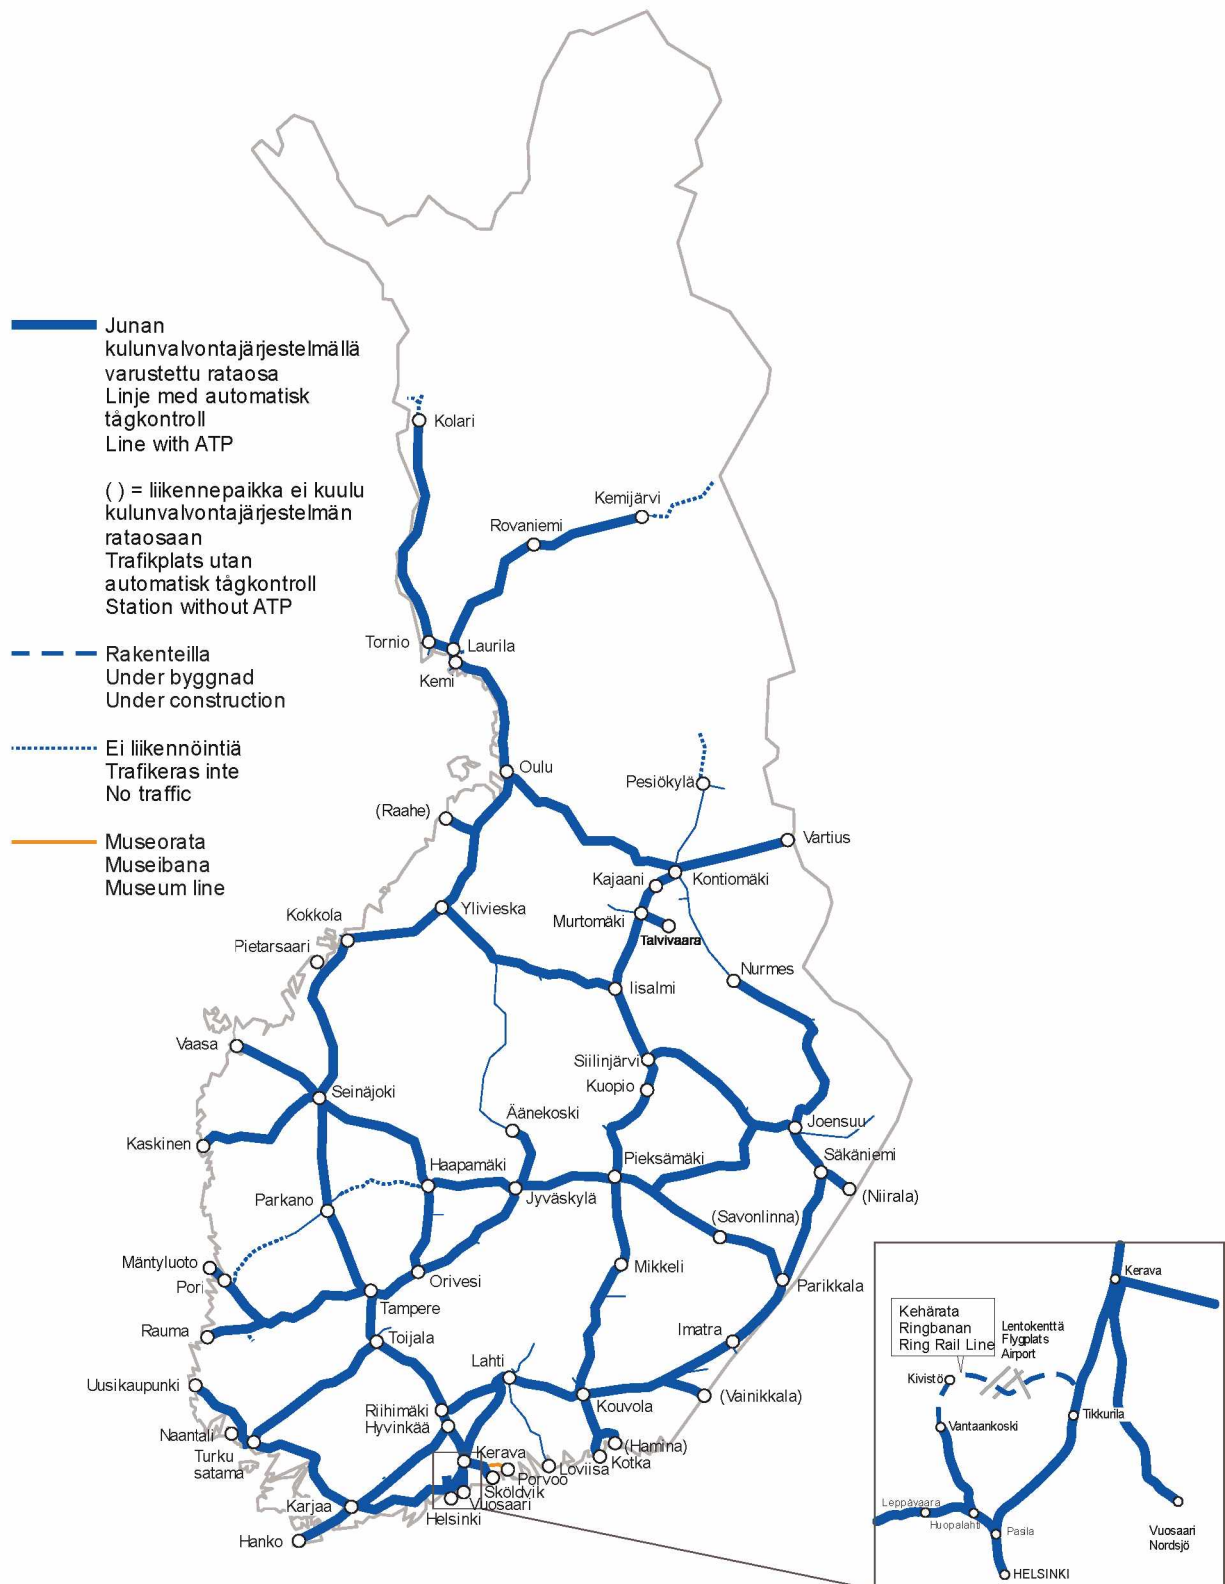 Junan
kulunvalvontajärjestelmällä
varustettu rataosa
Linje med automatisk
tågkontroll
Line with ATP
( ) = liikennepaikka ei kuulu
kulunvalvontajärjestelmän
rataosaan
Trafikplats utan
automatisk tågkontroll
Station without ATP
Rakenteilla
Under byggnad
Under construction
Ei liikennöintiä
Trafikeras inte
No traffic
Museorata
Museibana
Museum line
Kolari
Kemijärvi
Rovaniemi
Tornio
Laurila
Kemi
Oulu
Pesiökylä
(Raahe)
Vartius
Kontiomäki
Kajaani
Ylivieska
Murtomäki
Kokkola
Talvivaara
Pietarsaari
Nurmes
Iisalmi
Vaasa
Siilinjärvi
Kuopio
Seinäjoki
Äänekoski
Joensuu
Kaskinen
Säkäniemi
Haapamäki
Pieksämäki
Jyväskylä
(Niirala)
Parkano
(Savonlinna)
Mäntyluoto
Mikkeli
Orivesi
Parikkala
Pori
Tampere
Rauma
Toijala
Imatra
Lahti
Uusikaupunki
(Vainikkala)
Riihimäki
Kouvola
Hyvinkää
Naantali
Turku
satama
(Hamina)
Kerava
Kotka
Loviisa
Porvoo
Sköldvik
Vuosaari
Karjaa
Helsinki
Hanko
Kerava
Kehärata
Ringbanan
Ring Rail Line
Lentokenttä
Flygplats
Airport
Kivistö
Tikkurila
Vantaankoski
Leppävaara
Huopalahti
Pasila
Vuosaari
Nordsjö
HELSINKI